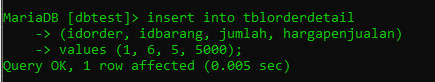 MariaDB [dbtest]> insert into tblorderdetail
-> (idorder, idbarang, jumlah, hargapenjualan)
-> values (1, 6, 5, 5000);
Query OK, 1 row affected (0.005 sec)